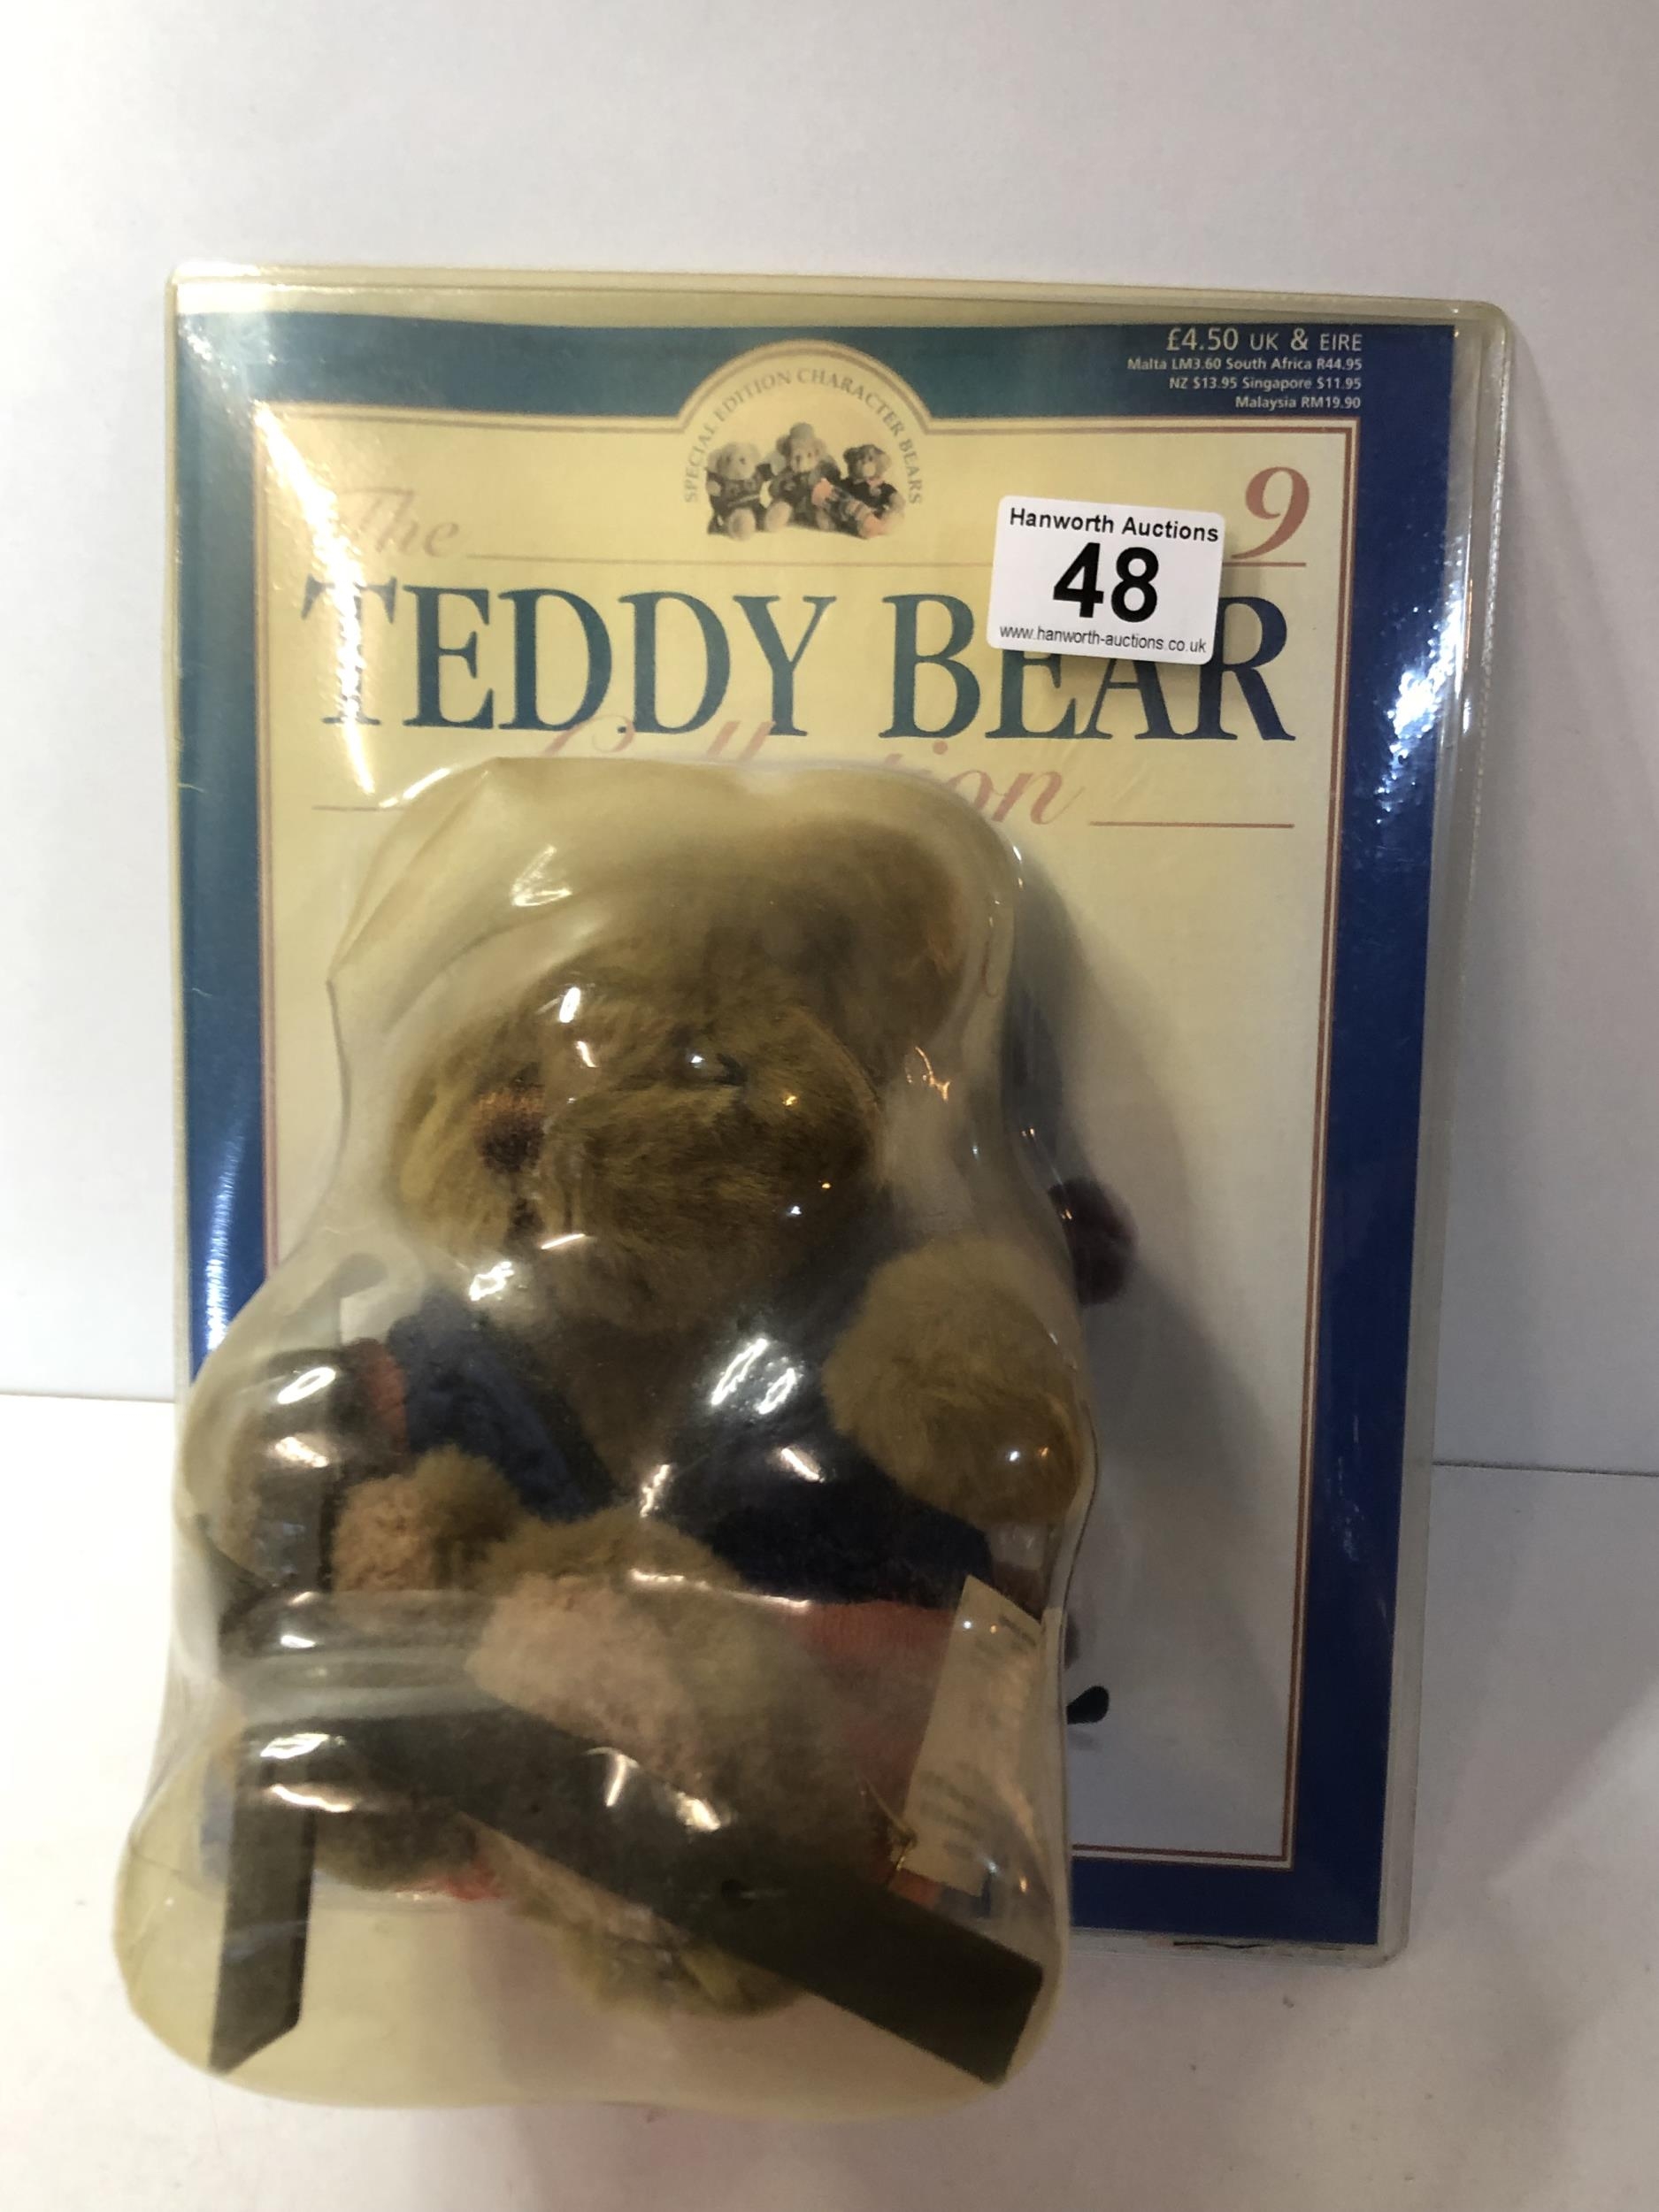 £4.50 UK & EIRE
Malta LM3.60 South Africa R44.95
NZ $13.95 Singapore $11.95
Malaysia RM19.90
SPECIAL EDITION CHARACTER BEARS
The
9
Hanworth Auctions
48
www.hanworth-auctions.co.uk
TEDDY BEAR
Collection